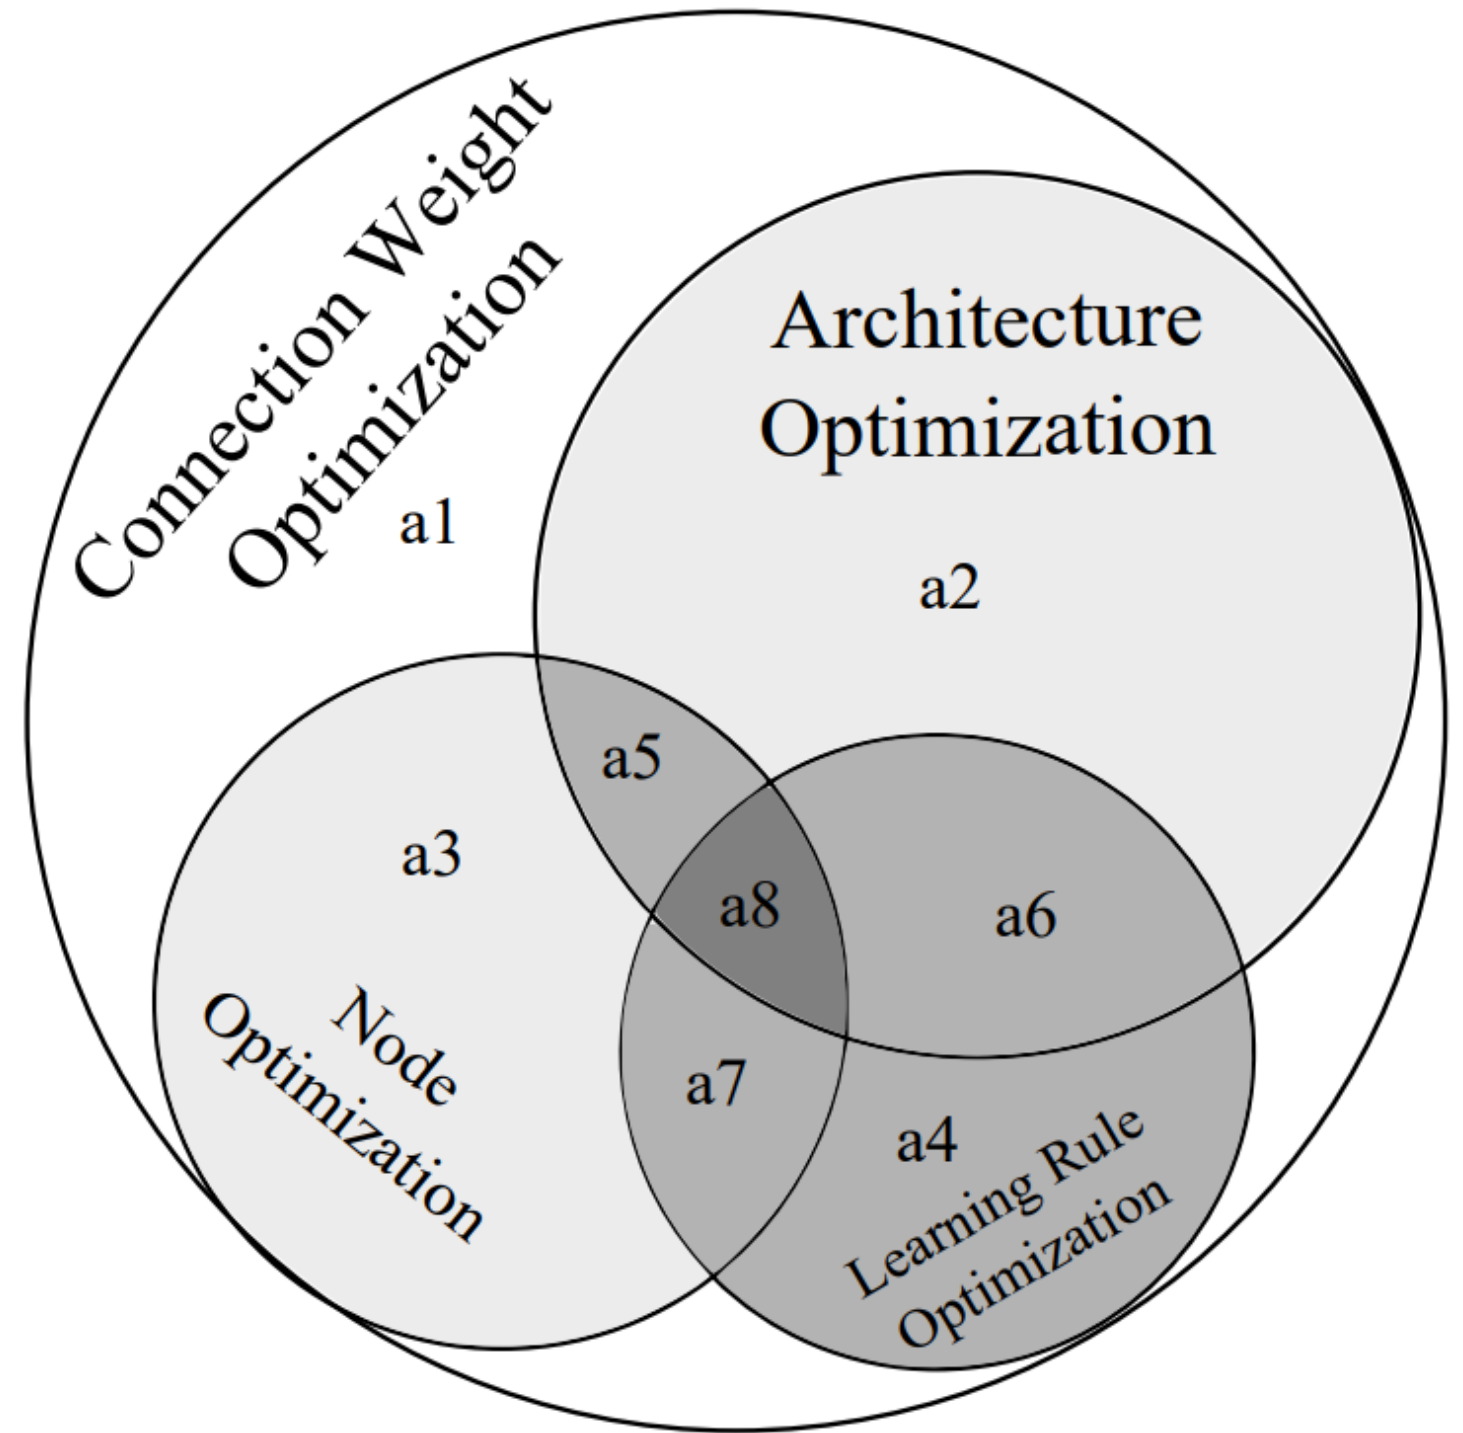 Connection Weight
Optimization
Architecture
Optimization
a1
a2
a5
a3
a8
a6
Node
Optimization
a7
a4
Learning Rule
Optimization